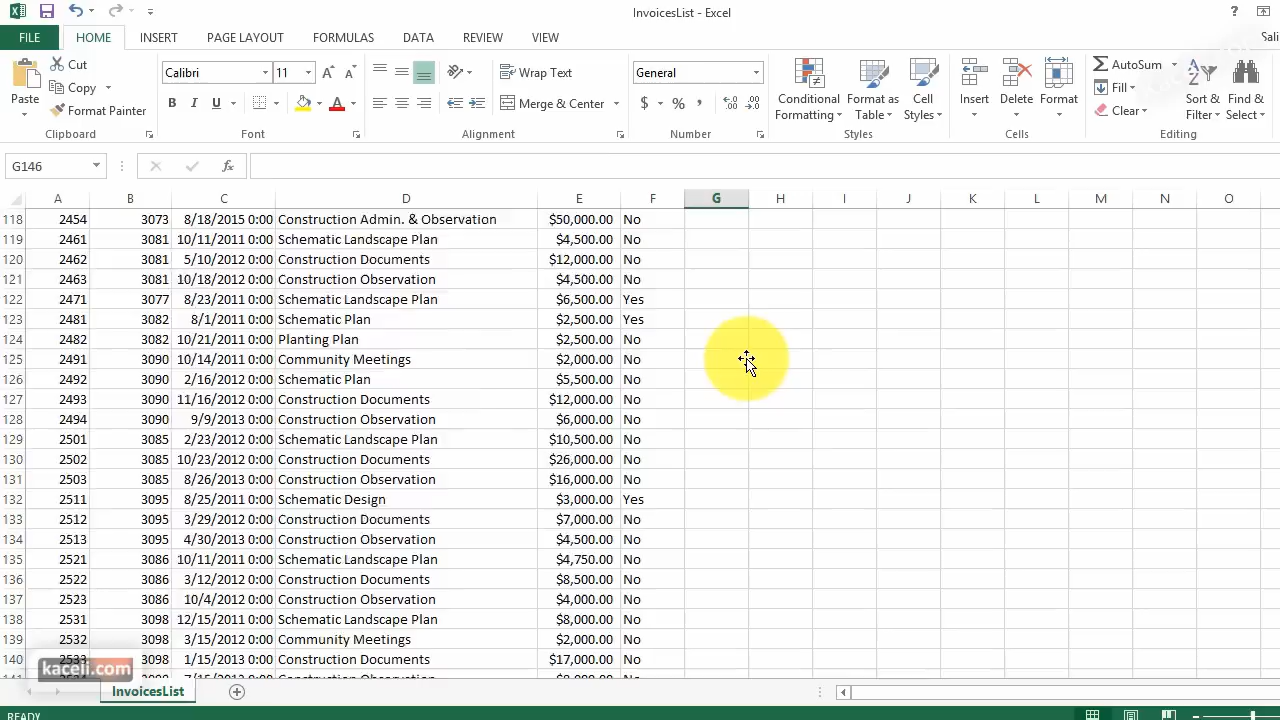 InvoicesList - Excel
?
FILE HOME INSERT PAGE LAYOUT FORMULAS DATA REVIEW VIEW Sali
Paste
Cut
Copy
Format Painter
Clipboard
Calibri 11 A A
B I U A
Font
Wrap Text
Merge & Center
Alignment
General
$ % ,
Number
Conditional Formatting
Format as Table
Cell Styles
Styles
Insert Delete Format
Cells
AutoSum
Fill
Clear
Sort & Filter
Find & Select
Editing
G146 fx
A B C D E F G H I J K L M N O
118 2454 3073 8/18/2015 0:00 Construction Admin. & Observation $50,000.00 No
119 2461 3081 10/11/2011 0:00 Schematic Landscape Plan $4,500.00 No
120 2462 3081 5/10/2012 0:00 Construction Documents $12,000.00 No
121 2463 3081 10/18/2012 0:00 Construction Observation $4,500.00 No
122 2471 3077 8/23/2011 0:00 Schematic Landscape Plan $6,500.00 Yes
123 2481 3082 8/1/2011 0:00 Schematic Plan $2,500.00 Yes
124 2482 3082 10/21/2011 0:00 Planting Plan $2,500.00 No
125 2491 3090 10/14/2011 0:00 Community Meetings $2,000.00 No
126 2492 3090 2/16/2012 0:00 Schematic Plan $5,500.00 No
127 2493 3090 11/16/2012 0:00 Construction Documents $12,000.00 No
128 2494 3090 9/9/2013 0:00 Construction Observation $6,000.00 No
129 2501 3085 2/23/2012 0:00 Schematic Landscape Plan $10,500.00 No
130 2502 3085 10/23/2012 0:00 Construction Documents $26,000.00 No
131 2503 3085 8/26/2013 0:00 Construction Observation $16,000.00 No
132 2511 3095 8/25/2011 0:00 Schematic Design $3,000.00 Yes
133 2512 3095 3/29/2012 0:00 Construction Documents $7,000.00 No
134 2513 3095 4/30/2013 0:00 Construction Observation $4,500.00 No
135 2521 3086 10/11/2011 0:00 Schematic Landscape Plan $4,750.00 No
136 2522 3086 3/12/2012 0:00 Construction Documents $8,500.00 No
137 2523 3086 10/4/2012 0:00 Construction Observation $4,000.00 No
138 2531 3098 12/15/2011 0:00 Schematic Landscape Plan $8,000.00 No
139 2532 3098 3/15/2012 0:00 Community Meetings $2,000.00 No
140 2533 3098 1/15/2013 0:00 Construction Documents $17,000.00 No
kaceli.com
InvoicesList
READY